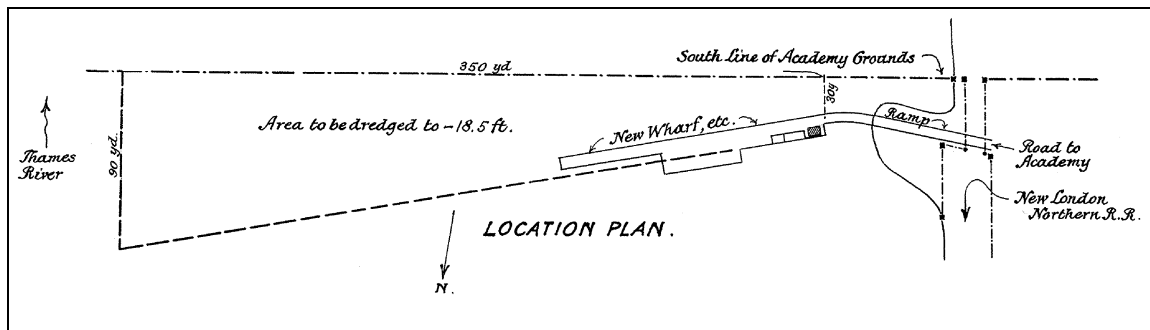 South Line of Academy Grounds
350 yd.
30y
90 yd.
Area to be dredged to -18.5 ft.
New Wharf, etc.
Ramp
Thames
River
Road to
Academy
New London
Northern R.R.
LOCATION PLAN.
N.